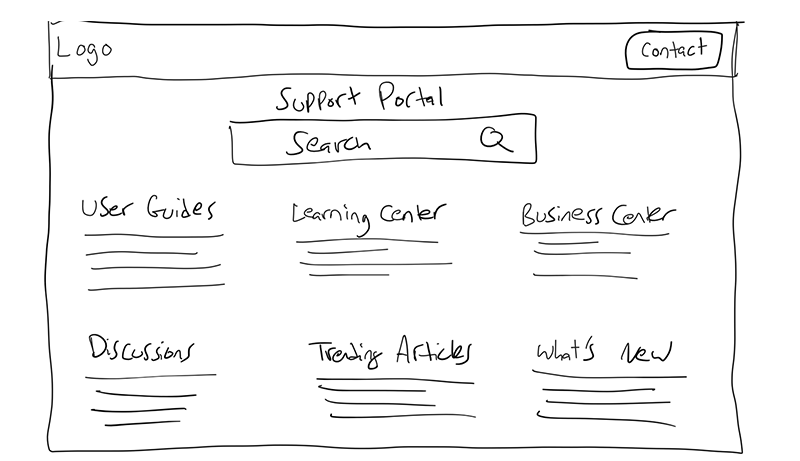 Logo Contact
Support Portal
Search
User Guides Learning Center Business Center
Discussions Trending Articles What's New